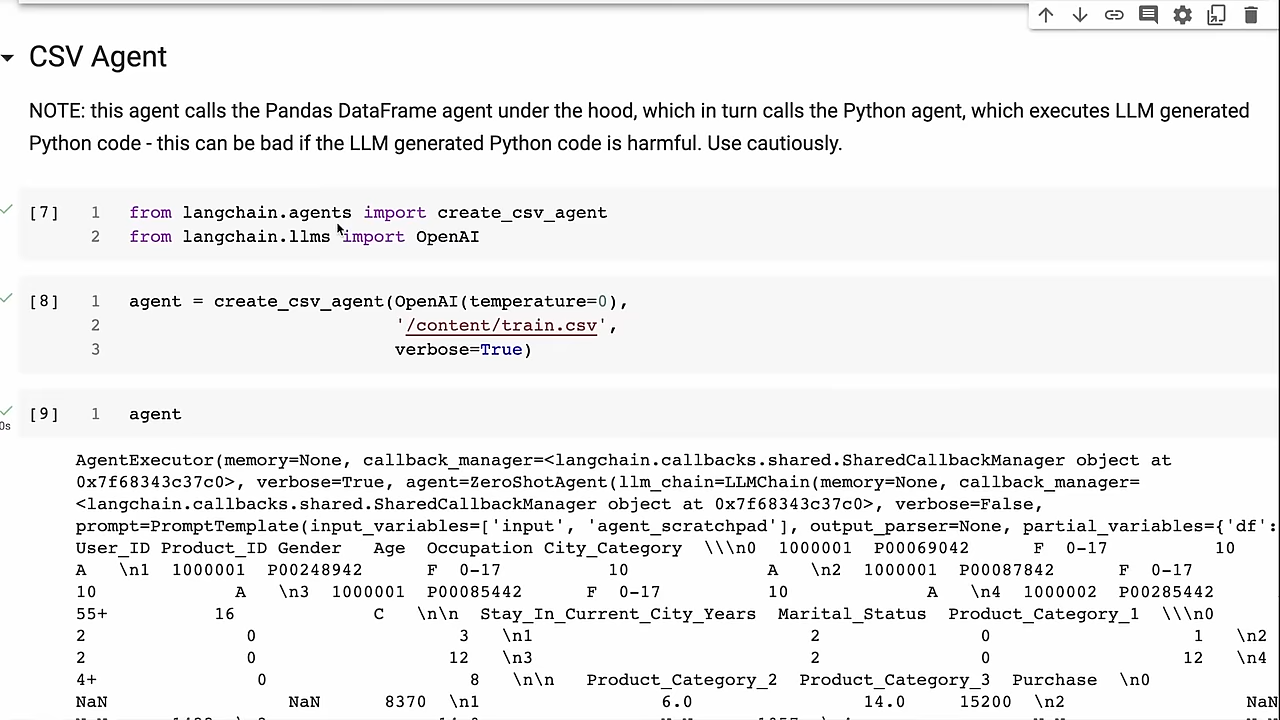 CSV Agent
NOTE: this agent calls the Pandas DataFrame agent under the hood, which in turn calls the Python agent, which executes LLM generated
Python code - this can be bad if the LLM generated Python code is harmful. Use cautiously.
[7] 1 from langchain.agents import create_csv_agent
2 from langchain.llms import OpenAI
[8] 1 agent = create_csv_agent(OpenAI(temperature=0),
2 '/content/train.csv',
3 verbose=True)
[9] 1 agent
0s
AgentExecutor(memory=None, callback_manager=<langchain.callbacks.shared.SharedCallbackManager object at
0x7f68343c37c0>, verbose=True, agent=ZeroShotAgent(llm_chain=LLMChain(memory=None, callback_manager=
<langchain.callbacks.shared.SharedCallbackManager object at 0x7f68343c37c0>, verbose=False,
prompt=PromptTemplate(input_variables=['input', 'agent_scratchpad'], output_parser=None, partial_variables={'df':
User_ID Product_ID Gender Age Occupation City_Category \\\n0 1000001 P00069042 F 0-17 10
A \n1 1000001 P00248942 F 0-17 10 A \n2 1000001 P00087842 F 0-17
10 A \n3 1000001 P00085442 F 0-17 10 A \n4 1000002 P00285442
55+ 16 C \n\n Stay_In_Current_City_Years Marital_Status Product_Category_1 \\\n0
2 0 3 \n1 2 0 1 \n2
2 0 12 \n3 2 0 12 \n4
4+ 0 8 \n\n Product_Category_2 Product_Category_3 Purchase \n0
NaN NaN 8370 \n1 6.0 14.0 15200 \n2 NaN